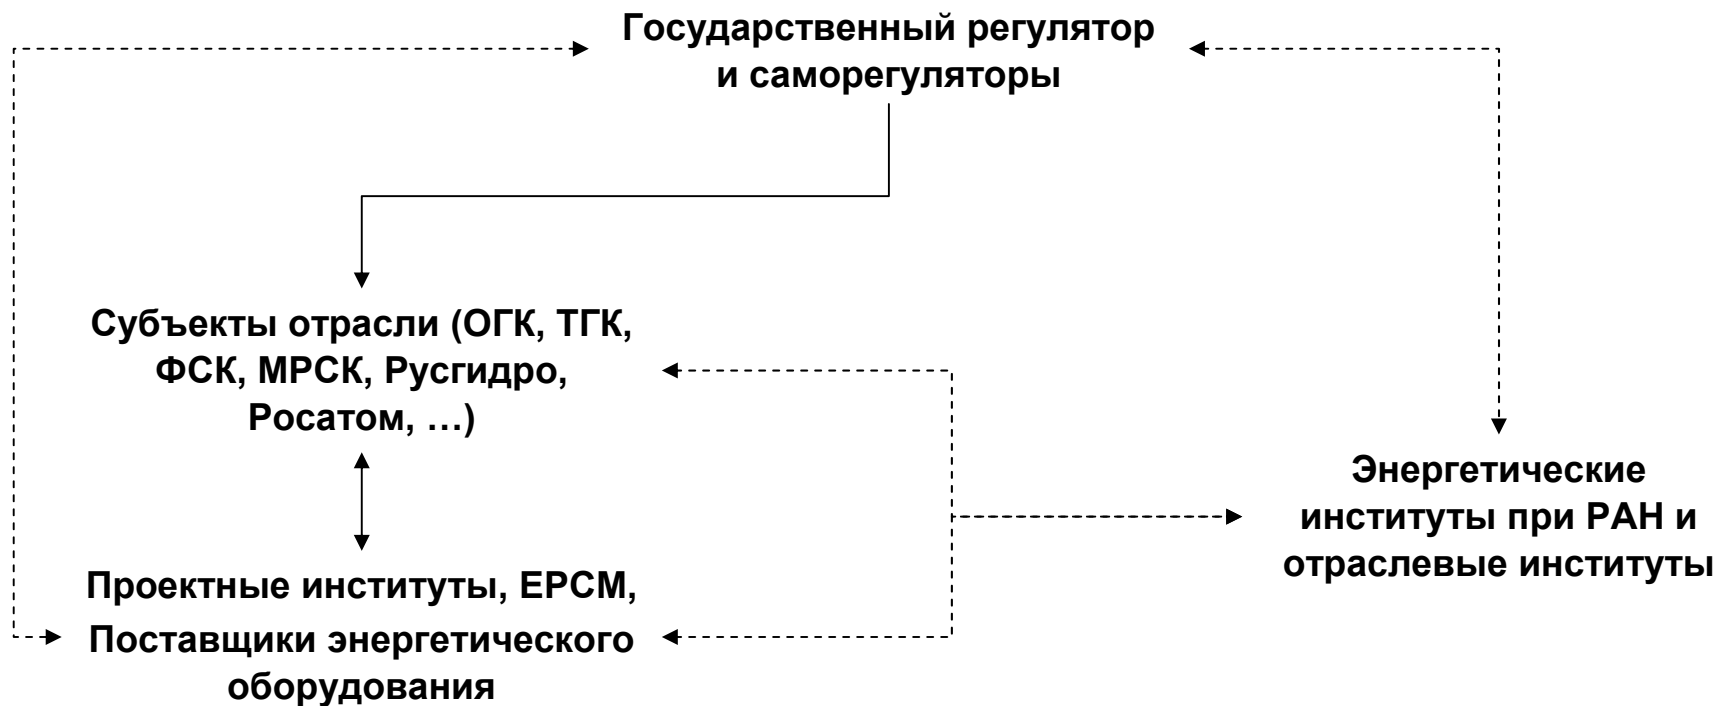 Государственный регулятор
и саморегуляторы
Субъекты отрасли (ОГК, ТГК,
ФСК, МРСК, Русгидро,
Росатом, …)
Энергетические
институты при РАН и
отраслевые институты
Проектные институты, ЕРСМ,
Поставщики энергетического
оборудования